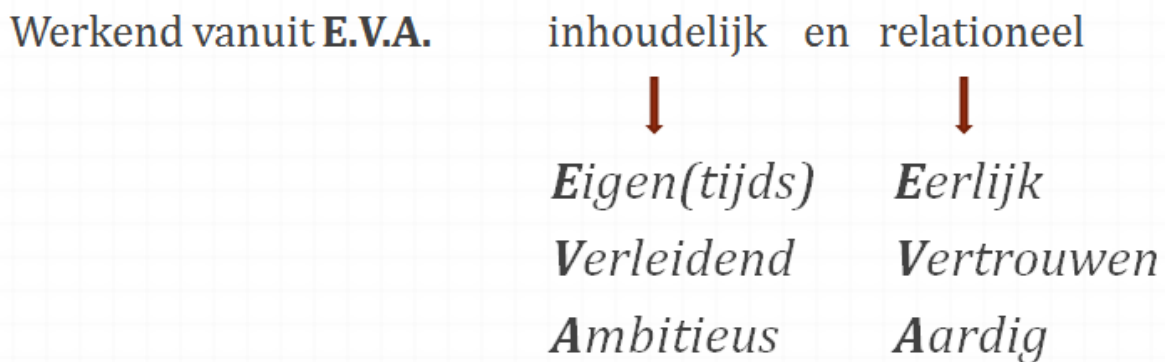 Werkend vanuit E.V.A. inhoudelijk en relationeel
Eigen(tijds) Eerlijk
Verleidend Vertrouwen
Ambitieus Aardig